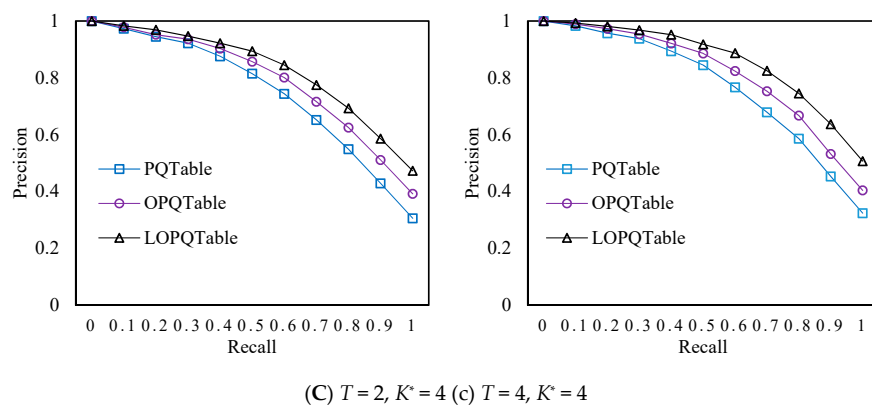 1
0.8
0.6
0.4
0.2
0
Precision
PQTable
OPQTable
LOPQTable
0 0.1 0.2 0.3 0.4 0.5 0.6 0.7 0.8 0.9 1
Recall
1
0.8
0.6
0.4
0.2
0
Precision
PQTable
OPQTable
LOPQTable
0 0.1 0.2 0.3 0.4 0.5 0.6 0.7 0.8 0.9 1
Recall
(C) T = 2, K* = 4 (c) T = 4, K* = 4